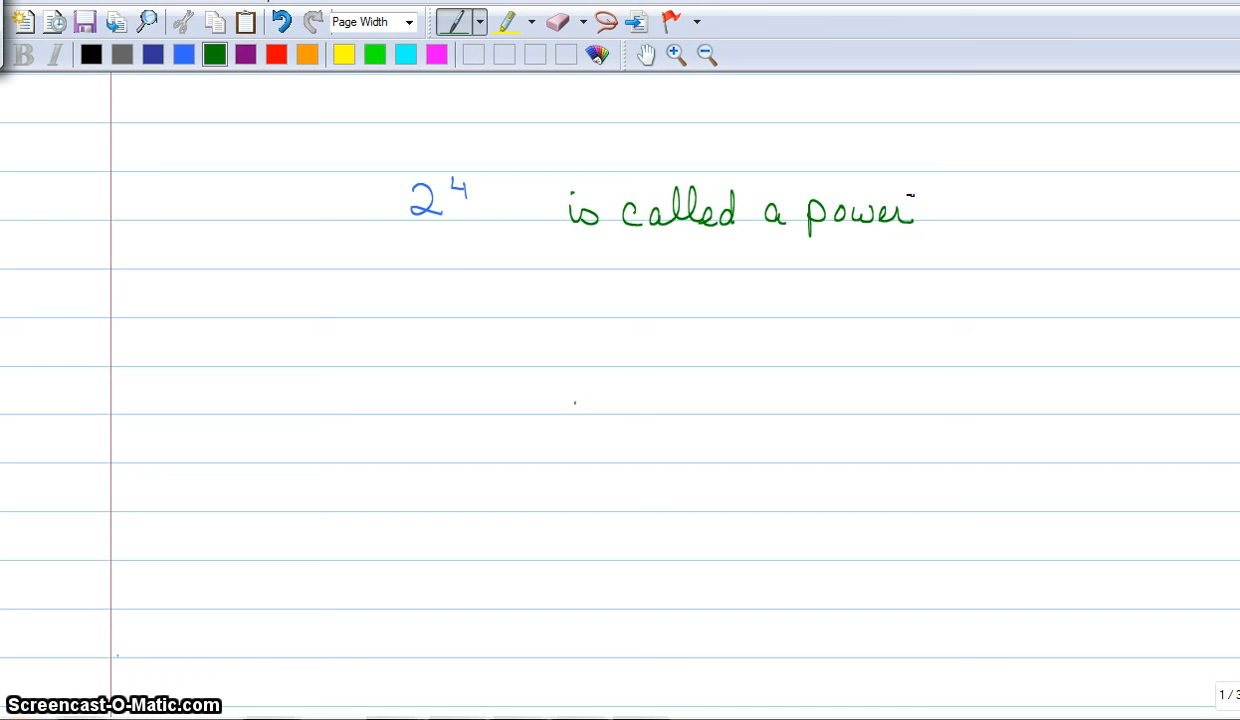 Page Width
B I
2⁴ is called a power
1 / 3
Screencast-O-Matic.com